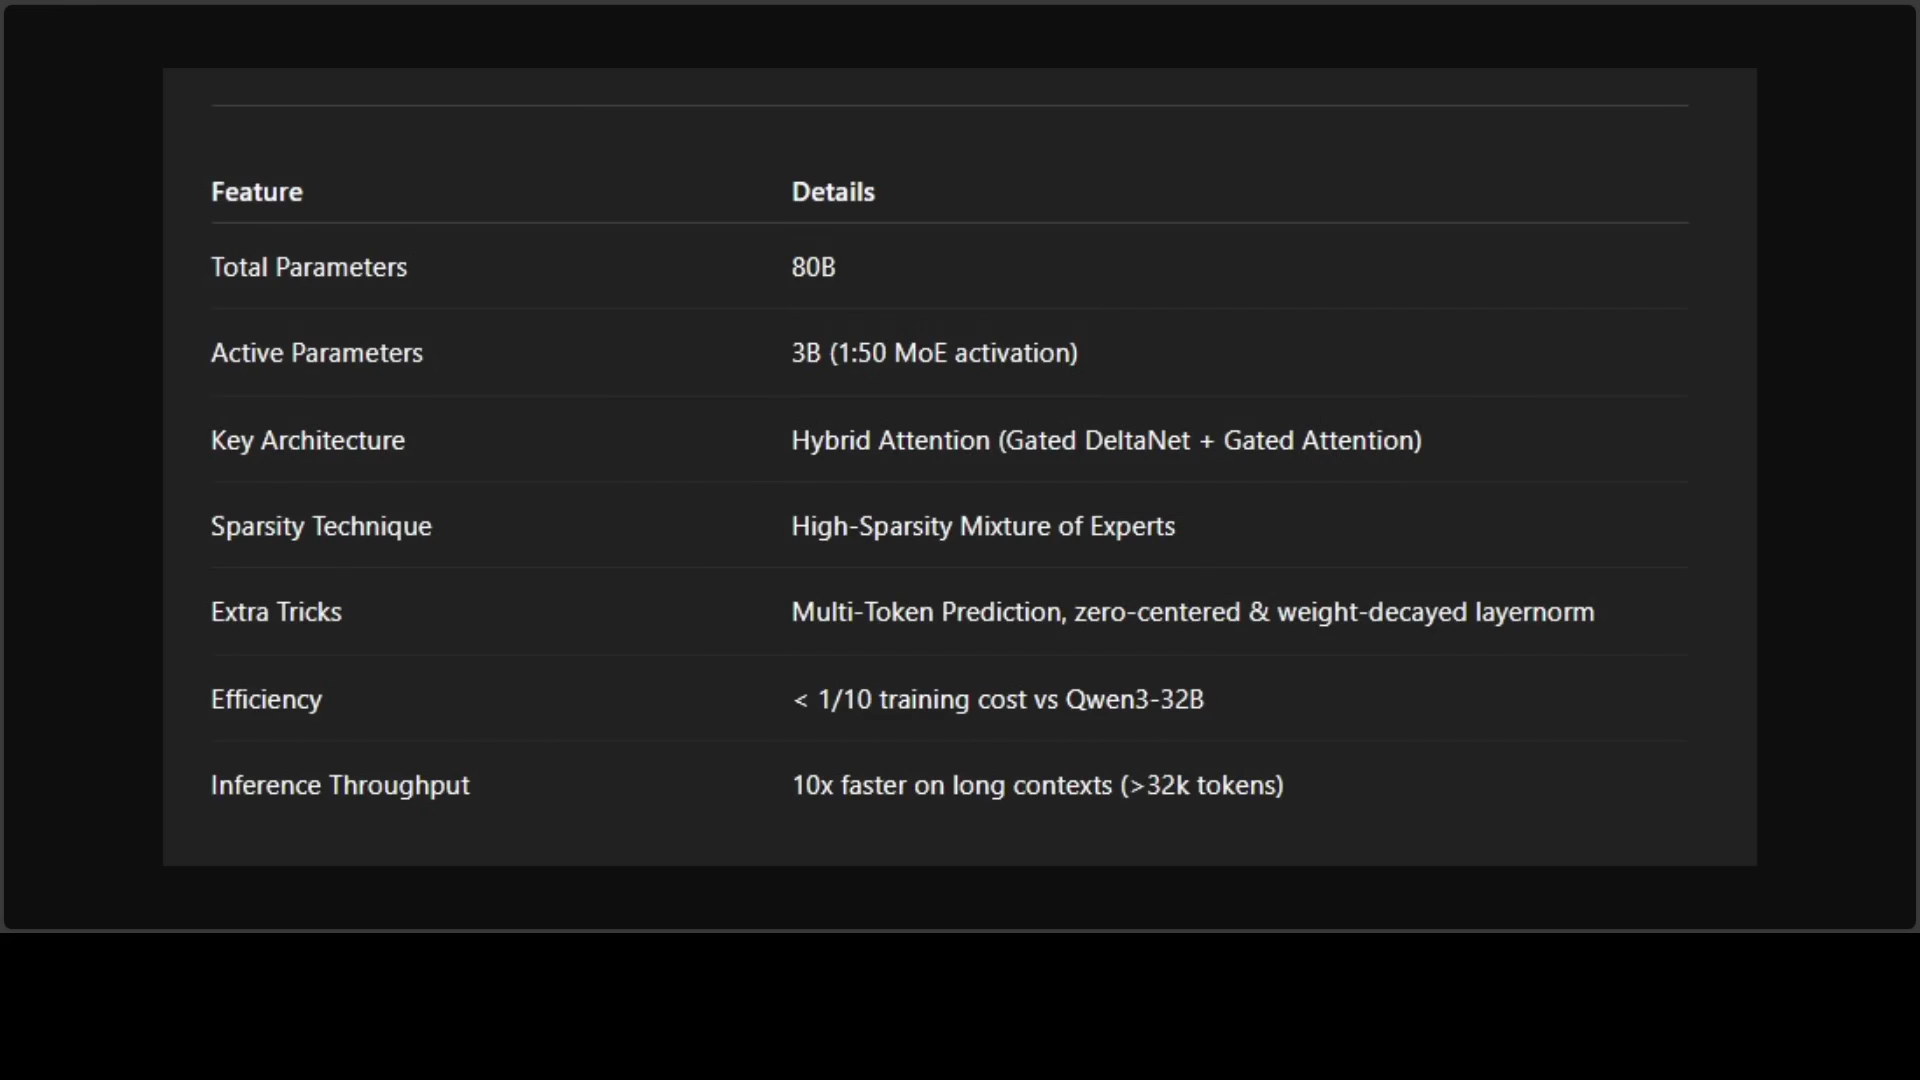 Feature Details
Total Parameters 80B
Active Parameters 3B (1:50 MoE activation)
Key Architecture Hybrid Attention (Gated DeltaNet + Gated Attention)
Sparsity Technique High-Sparsity Mixture of Experts
Extra Tricks Multi-Token Prediction, zero-centered & weight-decayed layernorm
Efficiency < 1/10 training cost vs Qwen3-32B
Inference Throughput 10x faster on long contexts (>32k tokens)